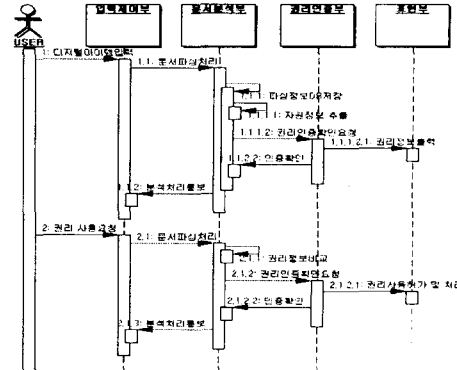 입력제어부
문서분석부
권리인증부
표현부
USER
1: 디지털아이템입력
1.1: 문서파싱처리
1.1.1: 파싱정보DB저장
1.1.1.1: 자원정보 추출
1.1.1.2: 권리인증확인요청
1.1.1.2.1: 권리정보출력
1.1.2.2: 인증확인
1.1.2: 분석처리통보
2: 권리 사용요청
2.1: 문서파싱처리
2.1.1: 권리정보비교
2.1.2: 권리인증확인요청
2.1.2.1: 권리사용허가 및 처리
2.1.2.2: 인증확인
2.1.3: 분석처리통보